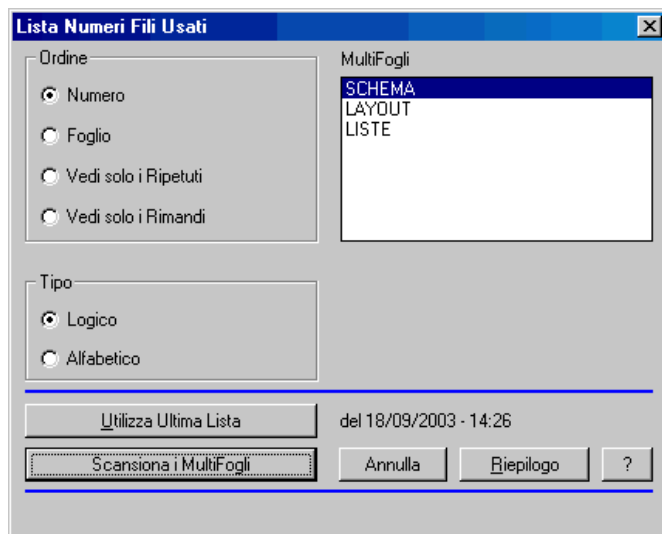 Lista Numeri Fili Usati
Ordine
Numero
Foglio
Vedi solo i Ripetuti
Vedi solo i Rimandi
MultiFogli
SCHEMA
LAYOUT
LISTE
Tipo
Logico
Alfabetico
Utilizza Ultima Lista
del 18/09/2003 - 14:26
Scansiona i MultiFogli
Annulla
Riepilogo
?